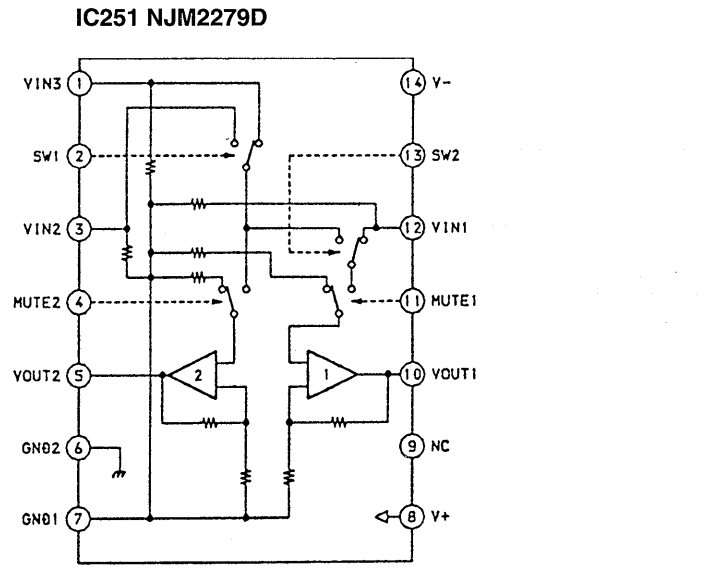 IC251 NJM2279D
VIN3 1
14 V-
SW1 2
13 SW2
VIN2 3
12 VIN1
MUTE2 4
11 MUTE1
VOUT2 5
2
1
10 VOUT1
GND2 6
9 NC
GND1 7
8 V+